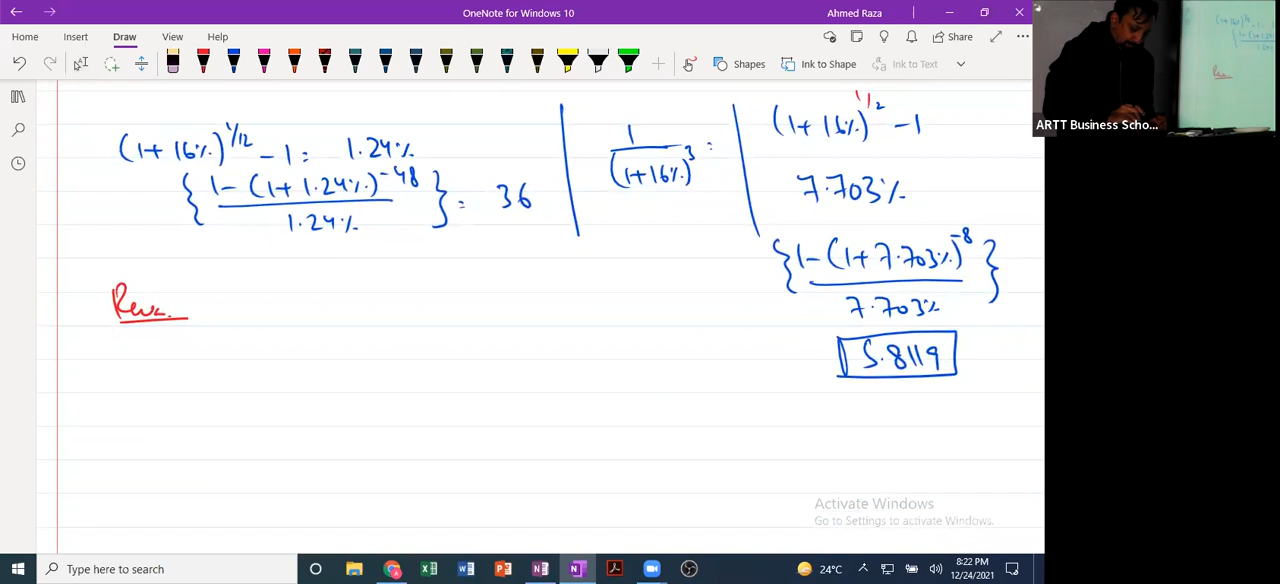 OneNote for Windows 10
Ahmed Raza
Home Insert Draw View Help
Share
Shapes Ink to Shape Ink to Text
(1+16%)^1/12 - 1 = 1.24%
{ 1-(1+1.24%)^-48 / 1.24% } = 36
1 / (1+16%)^3 =
(1+16%)^1/2 - 1
7.703%
{ 1-(1+7.703%)^-8 / 7.703% }
5.8119
ARTT Business Scho...
Activate Windows
Go to Settings to activate Windows.
Type here to search
24°C
8:22 PM
12/24/2021